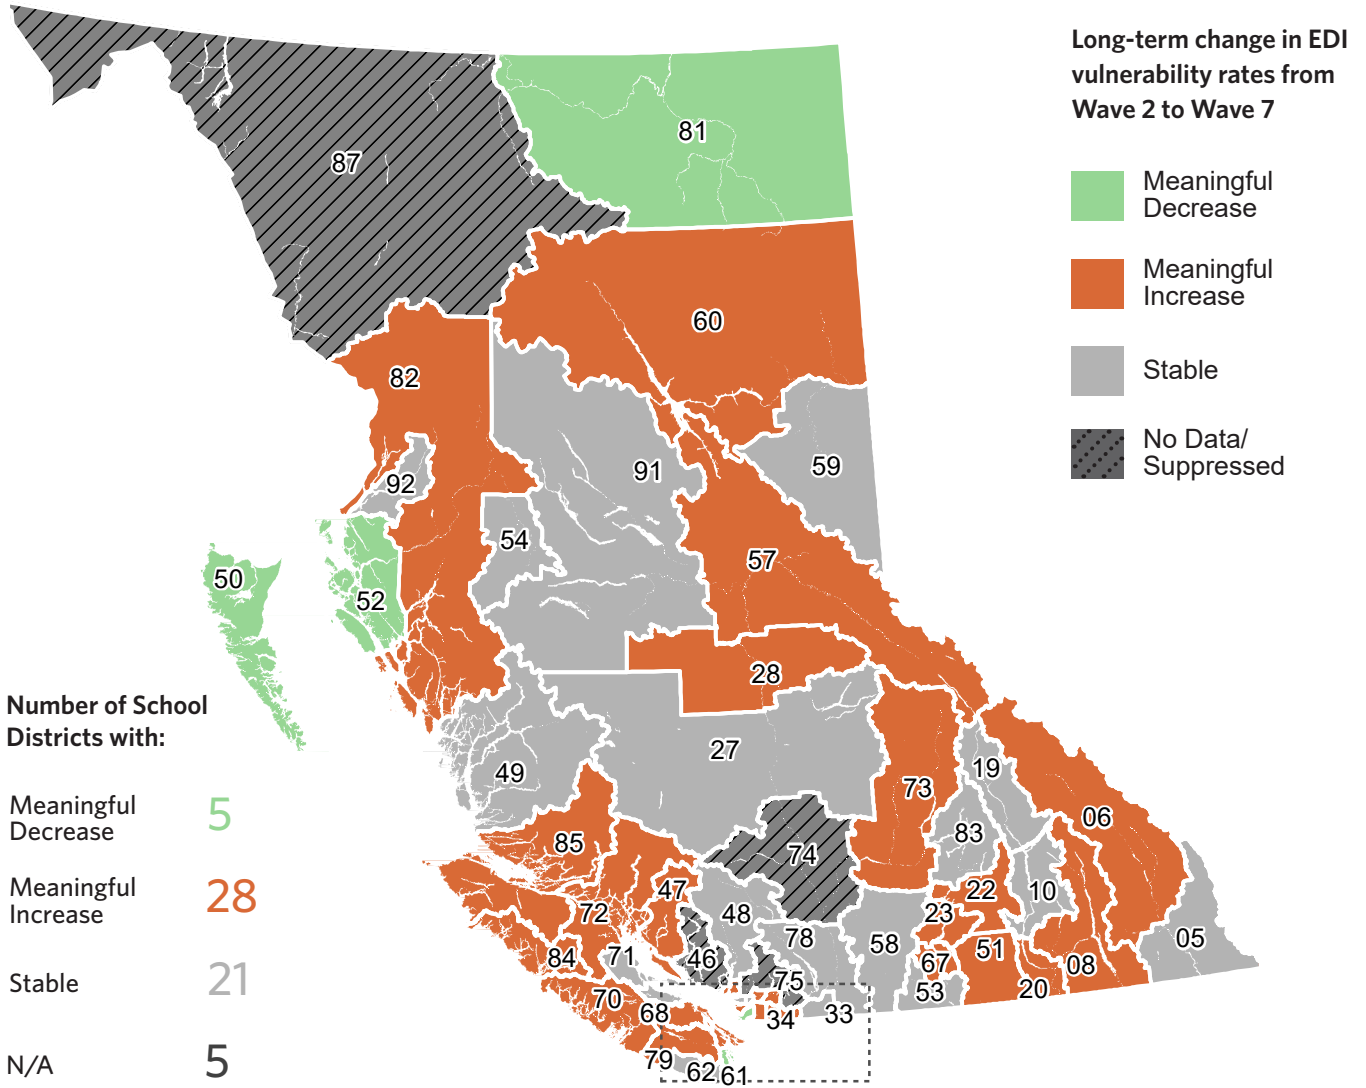 Long-term change in EDI
vulnerability rates from
Wave 2 to Wave 7
Meaningful
Decrease
Meaningful
Increase
Stable
No Data/
Suppressed
81
87
60
82
59
91
92
54
57
50
52
28
27
49
19
73
06
83
85
74
47
22
10
72
48
23
78
05
58
51
84
71
46
67
08
75
53
20
70
68
33
34
79
62
61
Number of School
Districts with:
Meaningful
Decrease
5
Meaningful
Increase
28
Stable
21
N/A
5